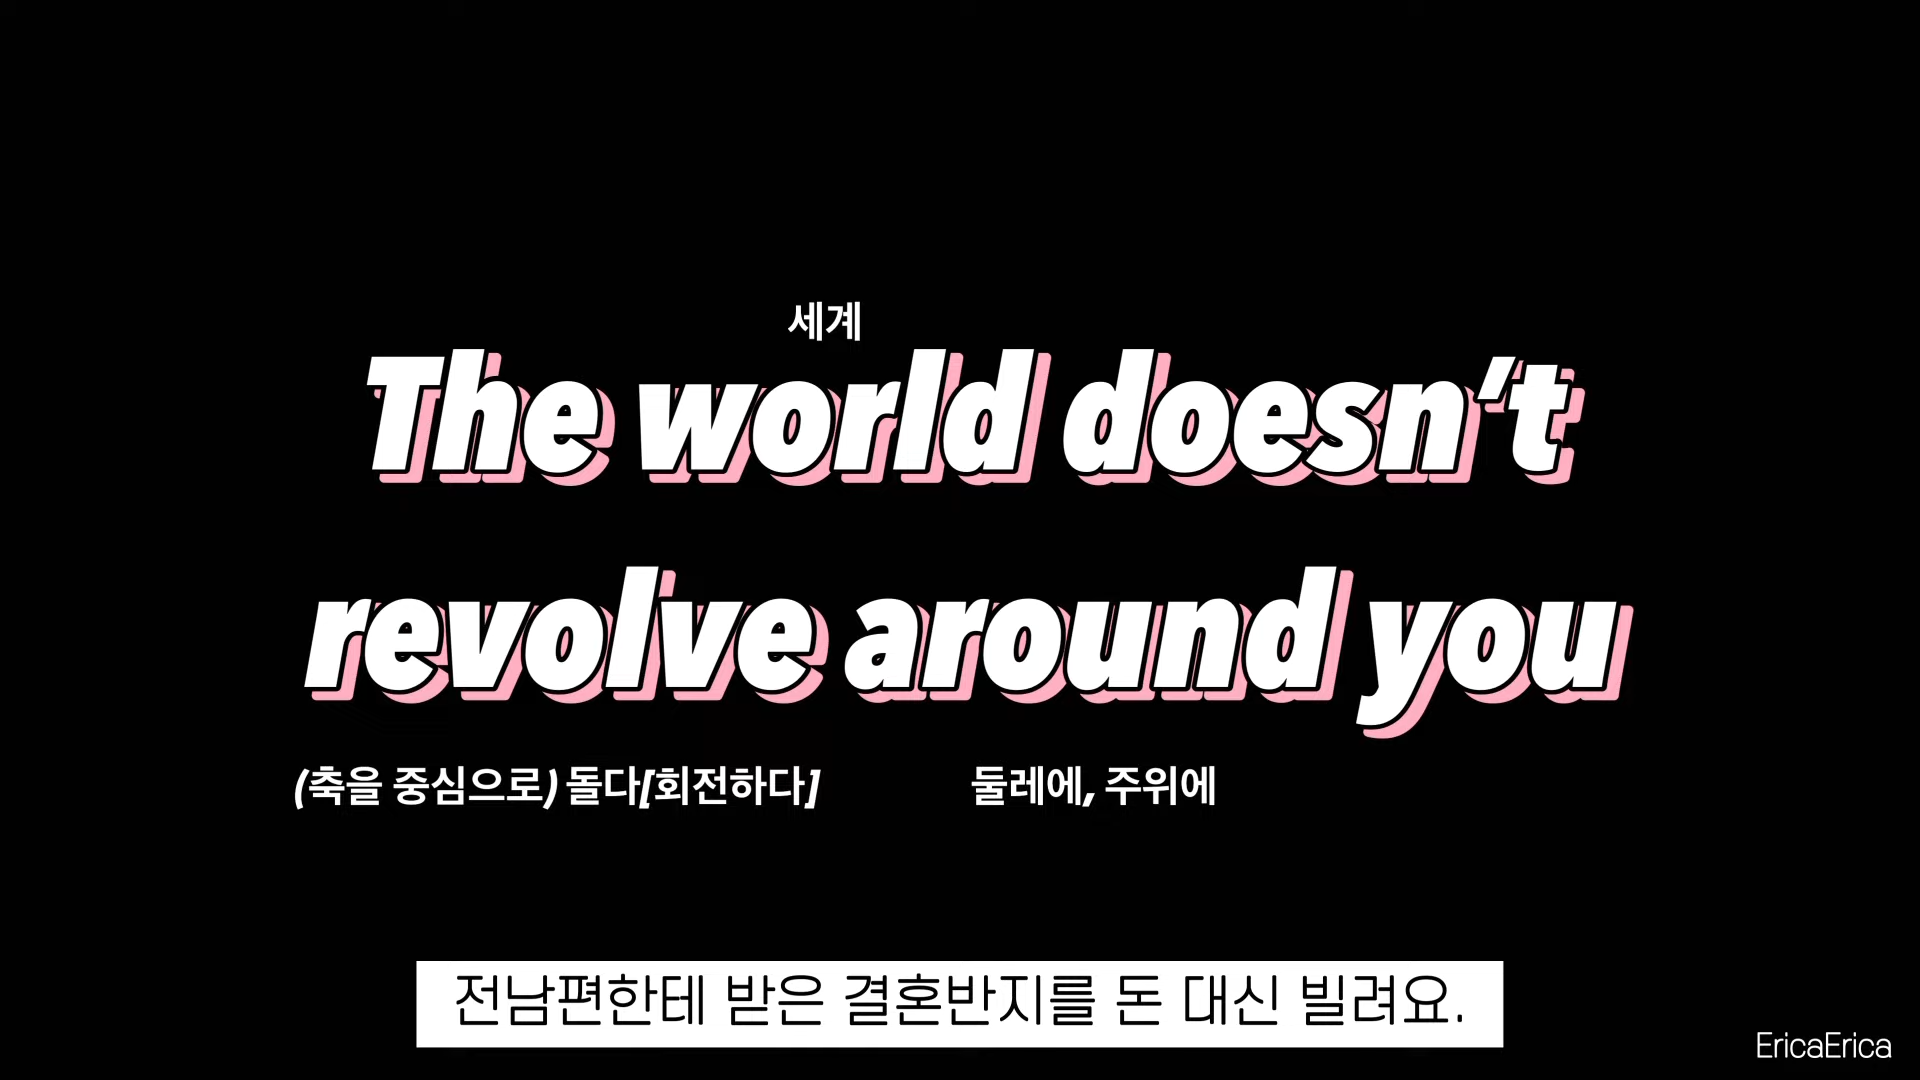 세계
The world doesn't
revolve around you
(축을 중심으로) 돌다[회전하다] 둘레에, 주위에
전남편한테 받은 결혼반지를 돈 대신 빌려요.
EricaErica